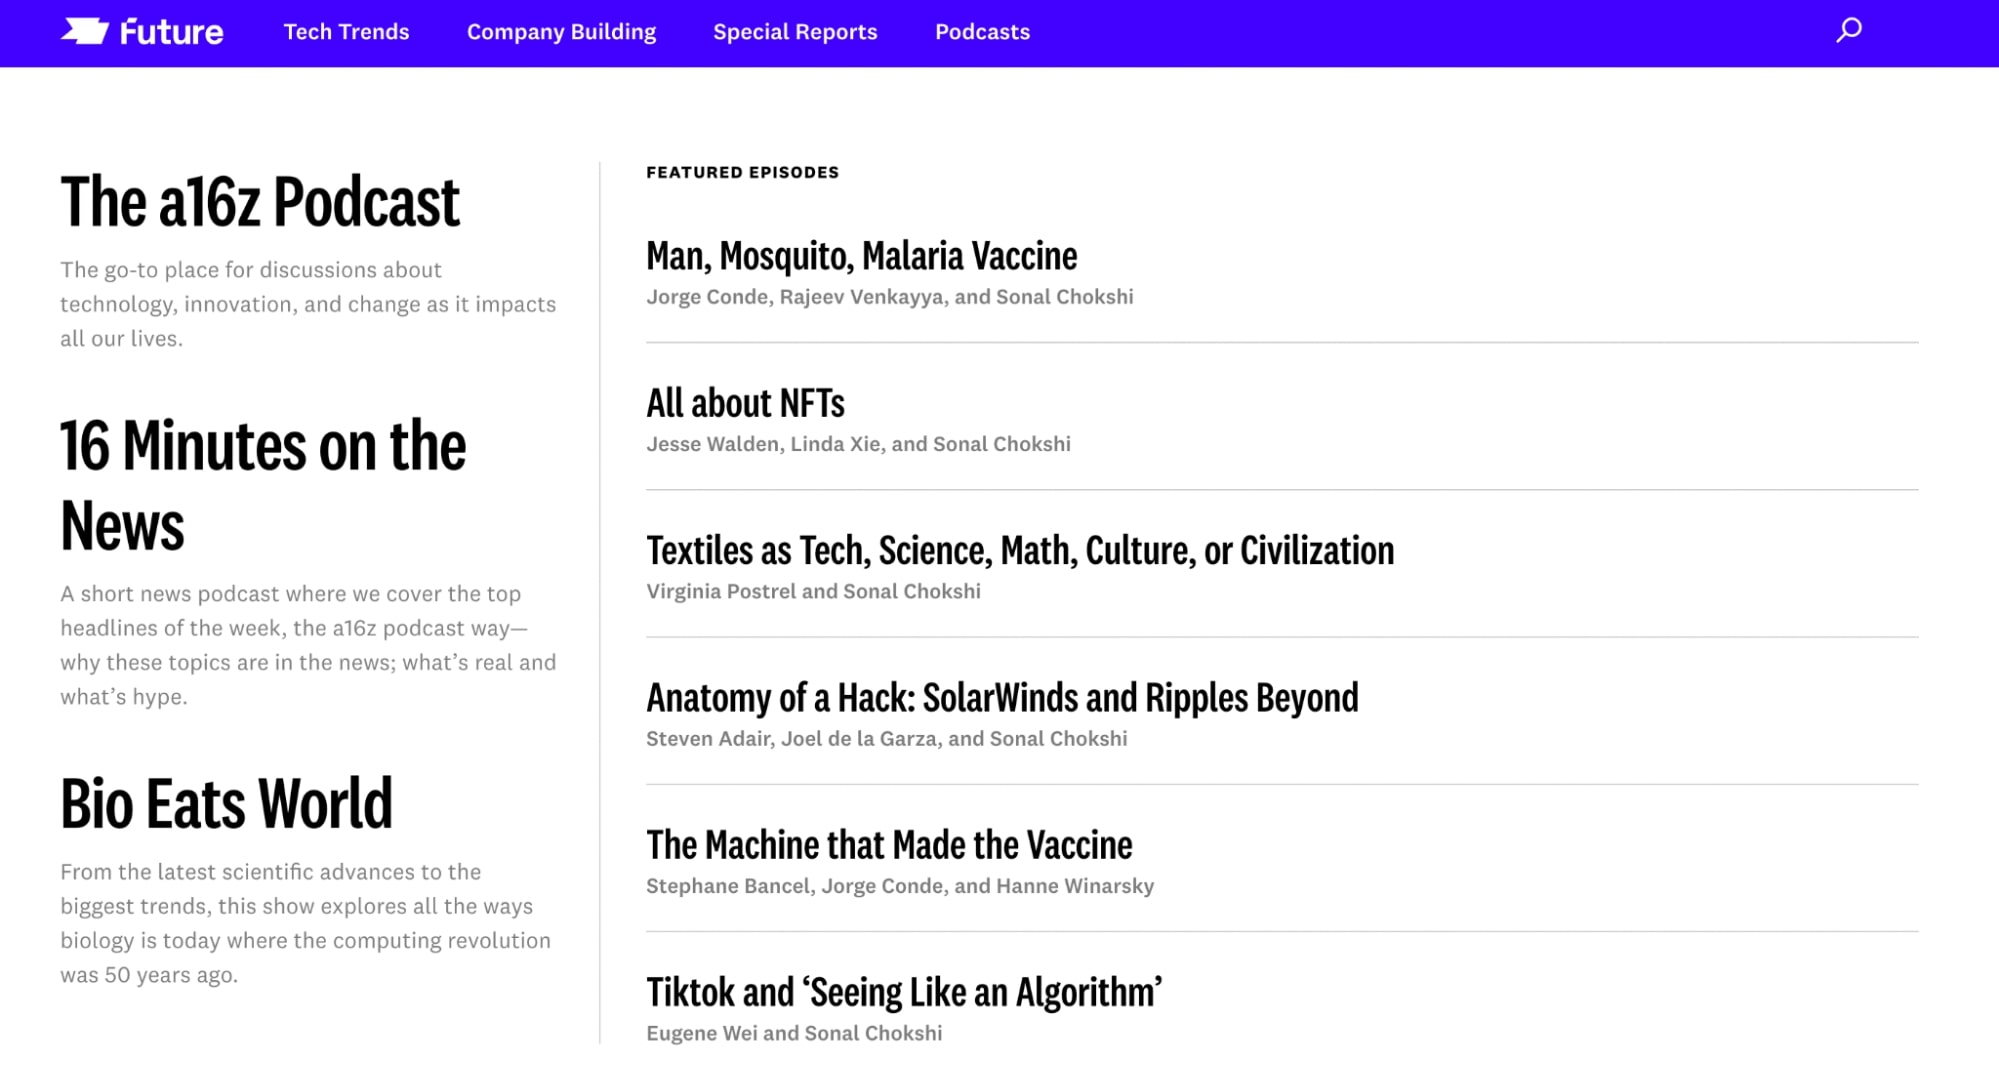 Future
Tech Trends
Company Building
Special Reports
Podcasts
The a16z Podcast
The go-to place for discussions about
technology, innovation, and change as it impacts
all our lives.
16 Minutes on the
News
A short news podcast where we cover the top
headlines of the week, the a16z podcast way—
why these topics are in the news; what’s real and
what’s hype.
Bio Eats World
From the latest scientific advances to the
biggest trends, this show explores all the ways
biology is today where the computing revolution
was 50 years ago.
FEATURED EPISODES
Man, Mosquito, Malaria Vaccine
Jorge Conde, Rajeev Venkayya, and Sonal Chokshi
All about NFTs
Jesse Walden, Linda Xie, and Sonal Chokshi
Textiles as Tech, Science, Math, Culture, or Civilization
Virginia Postrel and Sonal Chokshi
Anatomy of a Hack: SolarWinds and Ripples Beyond
Steven Adair, Joel de la Garza, and Sonal Chokshi
The Machine that Made the Vaccine
Stephane Bancel, Jorge Conde, and Hanne Winarsky
Tiktok and ‘Seeing Like an Algorithm’
Eugene Wei and Sonal Chokshi